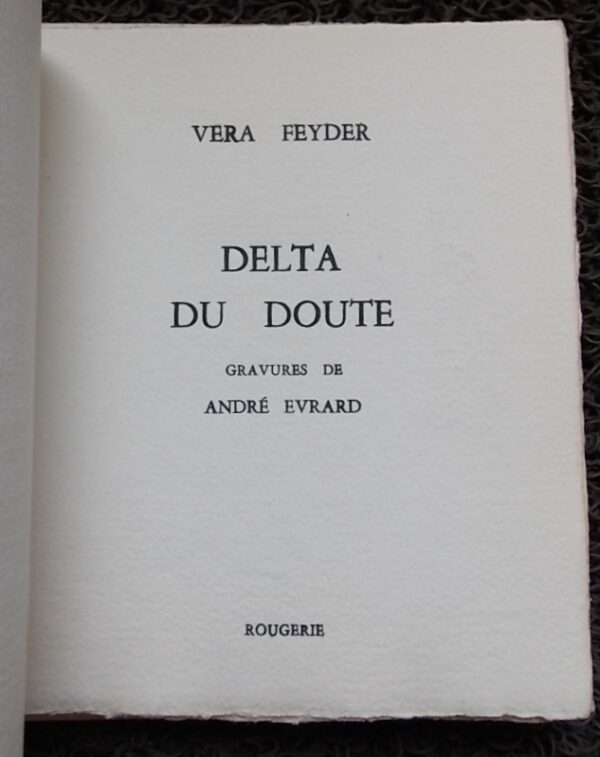 VERA FEYDER
DELTA
DU DOUTE
GRAVURES DE
ANDRÉ EVRARD
ROUGERIE